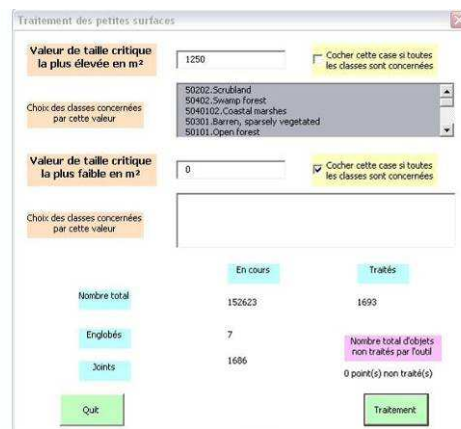 Traitement des petites surfaces
Valeur de taille critique
la plus élevée en m²
1250
Cocher cette case si toutes
les classes sont concernées
Choix des classes concernées
par cette valeur
50202.Scrubland
50402.Swamp forest
5040102.Coastal marshes
50301.Barren, sparsely vegetated
50101.Open forest
Valeur de taille critique
la plus faible en m²
0
Cocher cette case si toutes
les classes sont concernées
Choix des classes concernées
par cette valeur
En cours
Traités
Nombre total
152623
1693
Englobés
7
Joints
1686
Nombre total d'objets
non traités par l'outil
0 point(s) non traité(s)
Quit
Traitement